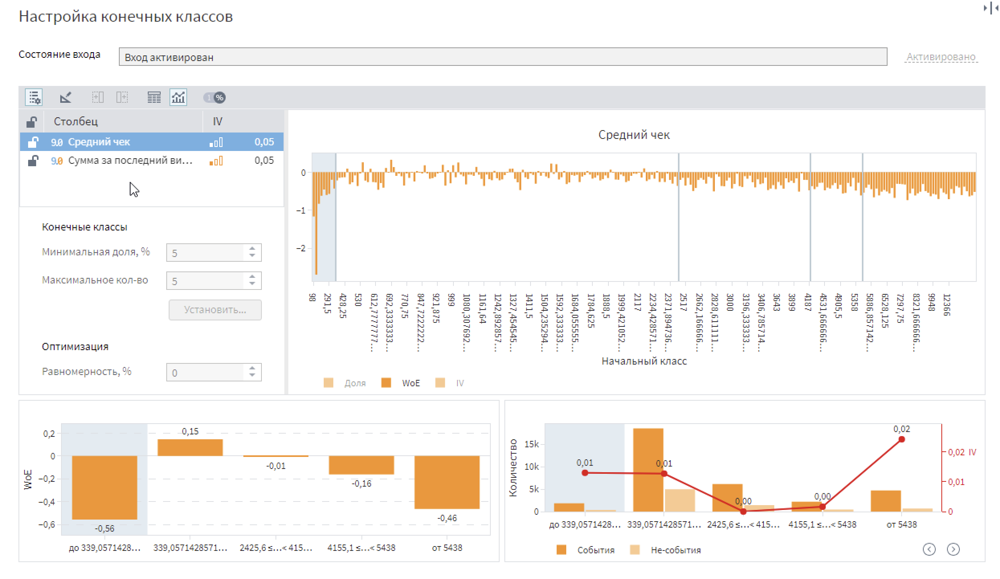 Настройка конечных классов
Состояние входа
Вход активирован
Активировано
1 %
Столбец IV
9.0 Средний чек 0,05
9.0 Сумма за последний ви... 0,05
Конечные классы
Минимальная доля, % 5
Максимальное кол-во 5
Установить...
Оптимизация
Равномерность, % 0
Средний чек
0
−1
−2
98
291,5
428,25
530
612,7777777...
692,3333333...
770,75
847,7222222...
921,875
999
1080,307692...
1161,64
1242,892857...
1327,454545...
1411,5
1504,235294...
1592,333333...
1684,055555...
1784,625
1888,5
1999,421052...
2117
2234,428571...
2371,894736...
2517
2662,166666...
2828,611111...
3000
3196,333333...
3406,785714...
3643
3899
4187
4531,666666...
4905,5
5358
5886,857142...
6528,125
7297,75
8321,666666...
9948
12366
Начальный класс
Доля WoE IV
WoE
0,2
0
−0,2
−0,4
−0,6
-0,56
0,15
-0,01
-0,16
-0,46
до 339,0571428...
339,0571428571...
2425,6 ≤...< 415...
4155,1 ≤...< 5438
от 5438
Количество
15k
10k
5k
0
0,01
0,01
0,00
0,00
0,02
0,02 IV
0,01
0
до 339,0571428...
339,0571428571...
2425,6 ≤...< 415...
4155,1 ≤...< 5438
от 5438
События Не-события